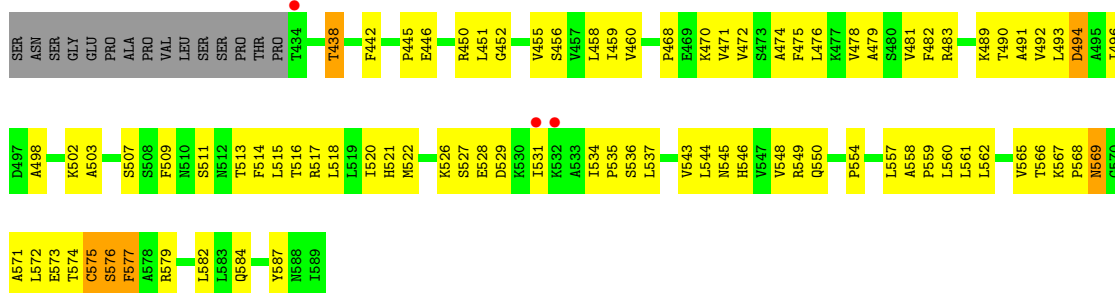 SER ASN SER GLY GLU PRO ALA PRO VAL LEU SER SER PRO THR PRO T434 T438 F442 P445 E446 R450 L451 G452 V455 S456 V457 L458 I459 V460 P468 E469 K470 V471 V472 S473 A474 F475 L476 K477 V478 A479 S480 V481 F482 R483 K489 T490 A491 V492 L493 D494 A495 I496
D497 A498 K502 A503 S507 S508 F509 N510 S511 N512 T513 F514 L515 T516 R517 L518 L519 I520 H521 M522 K526 S527 E528 D529 K530 I531 K532 A533 I534 P535 S536 L537 V543 L544 N545 H546 V547 V548 R549 Q550 P554 L557 A558 P559 L560 L561 L562 V565 T566 K567 P568 N569 G570
A571 L572 E573 T574 C575 S576 F577 A578 R579 L582 L583 Q584 Y587 N588 I589